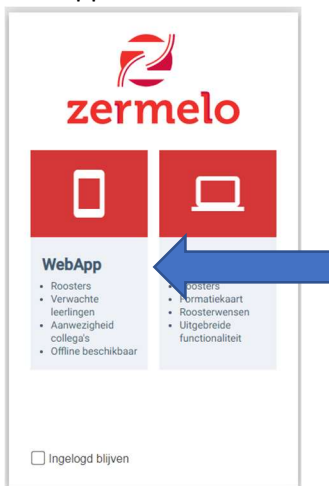 zermelo
WebApp
Roosters
Verwachte
leerlingen
Aanwezigheid
collega's
Offline beschikbaar
Roosters
Formatiekaart
Roosterwensen
Uitgebreide
functionaliteit
Ingelogd blijven